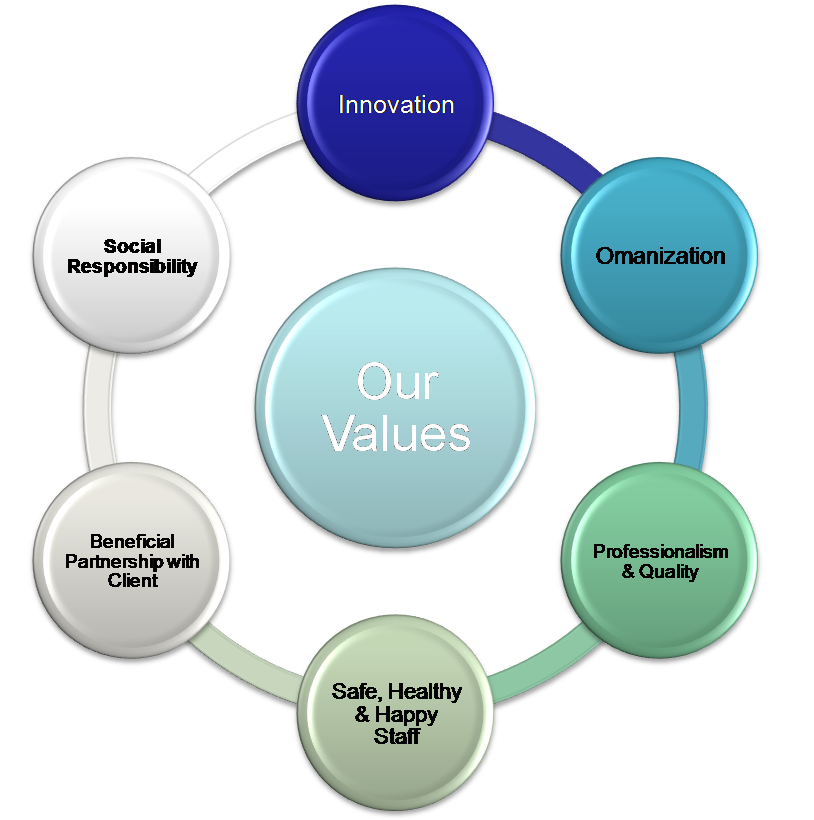 Innovation
Omanization
Professionalism
& Quality
Safe, Healthy
& Happy
Staff
Beneficial
Partnership with
Client
Social
Responsibility
Our
Values